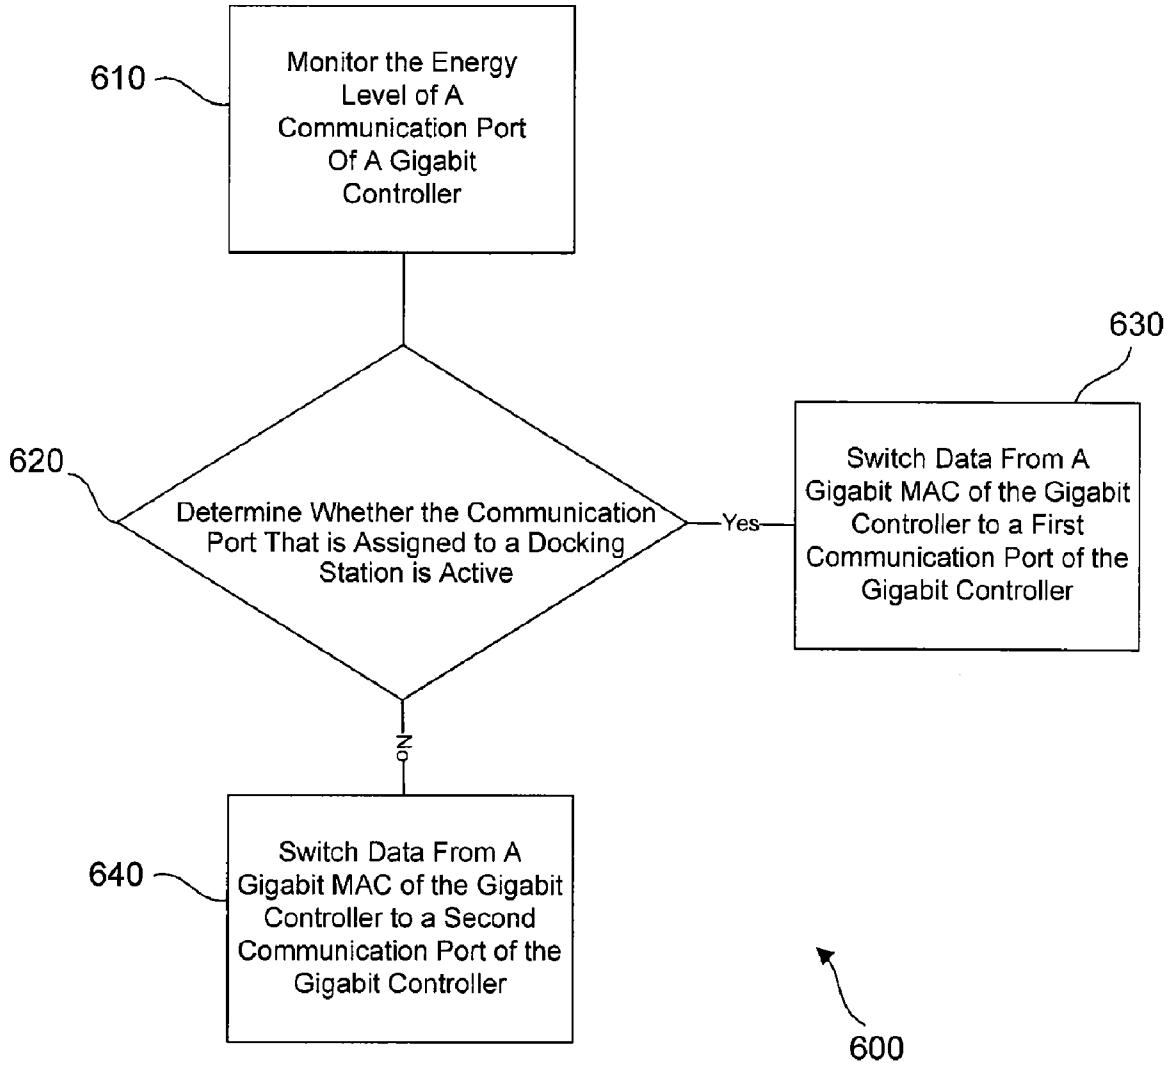 610
Monitor the Energy
Level of A
Communication Port
Of A Gigabit
Controller
620
Determine Whether the Communication
Port That is Assigned to a Docking
Station is Active
Yes
630
Switch Data From A
Gigabit MAC of the Gigabit
Controller to a First
Communication Port of the
Gigabit Controller
No
640
Switch Data From A
Gigabit MAC of the Gigabit
Controller to a Second
Communication Port of the
Gigabit Controller
600